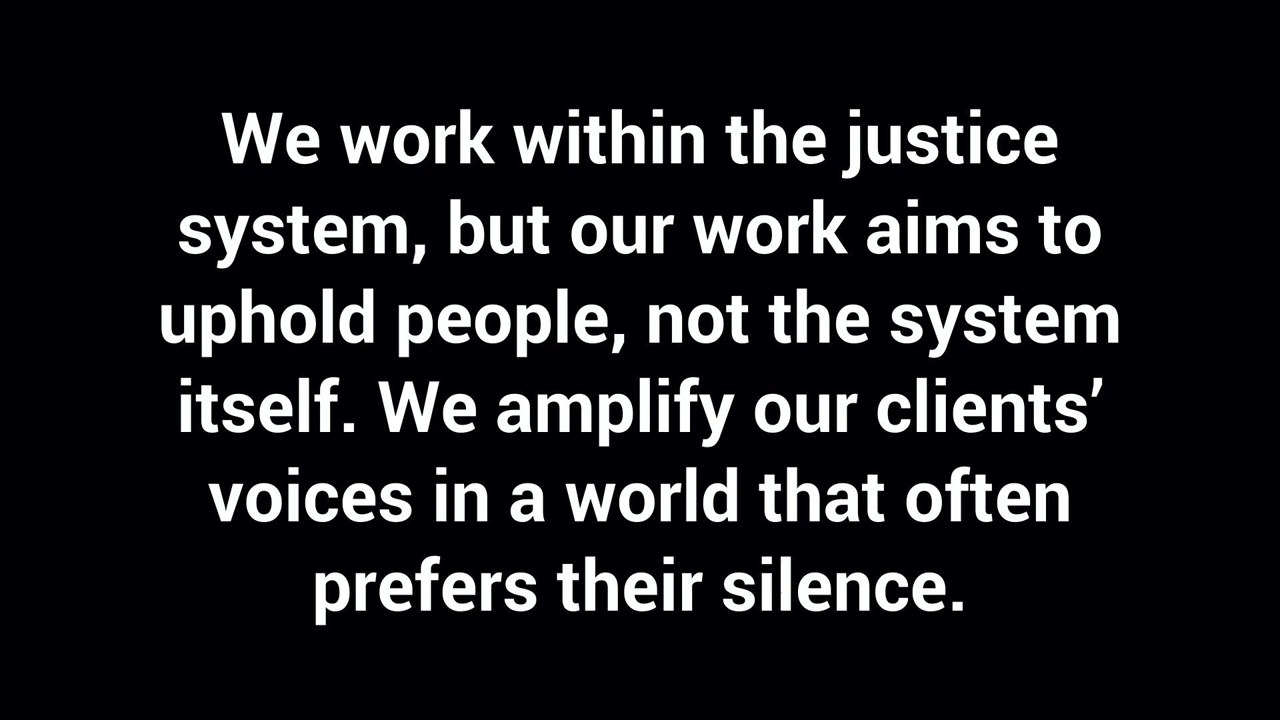 We work within the justice
system, but our work aims to
uphold people, not the system
itself. We amplify our clients’
voices in a world that often
prefers their silence.